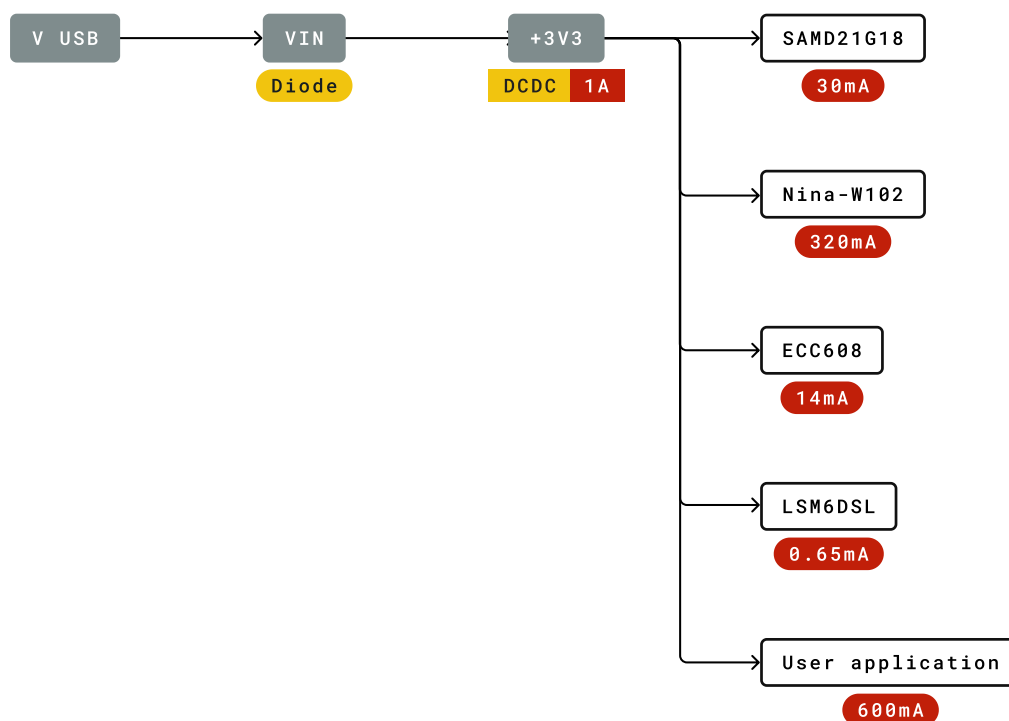 V USB
VIN
+3V3
SAMD21G18
Diode
DCDC
1A
30mA
Nina-W102
320mA
ECC608
14mA
LSM6DSL
0.65mA
User application
600mA